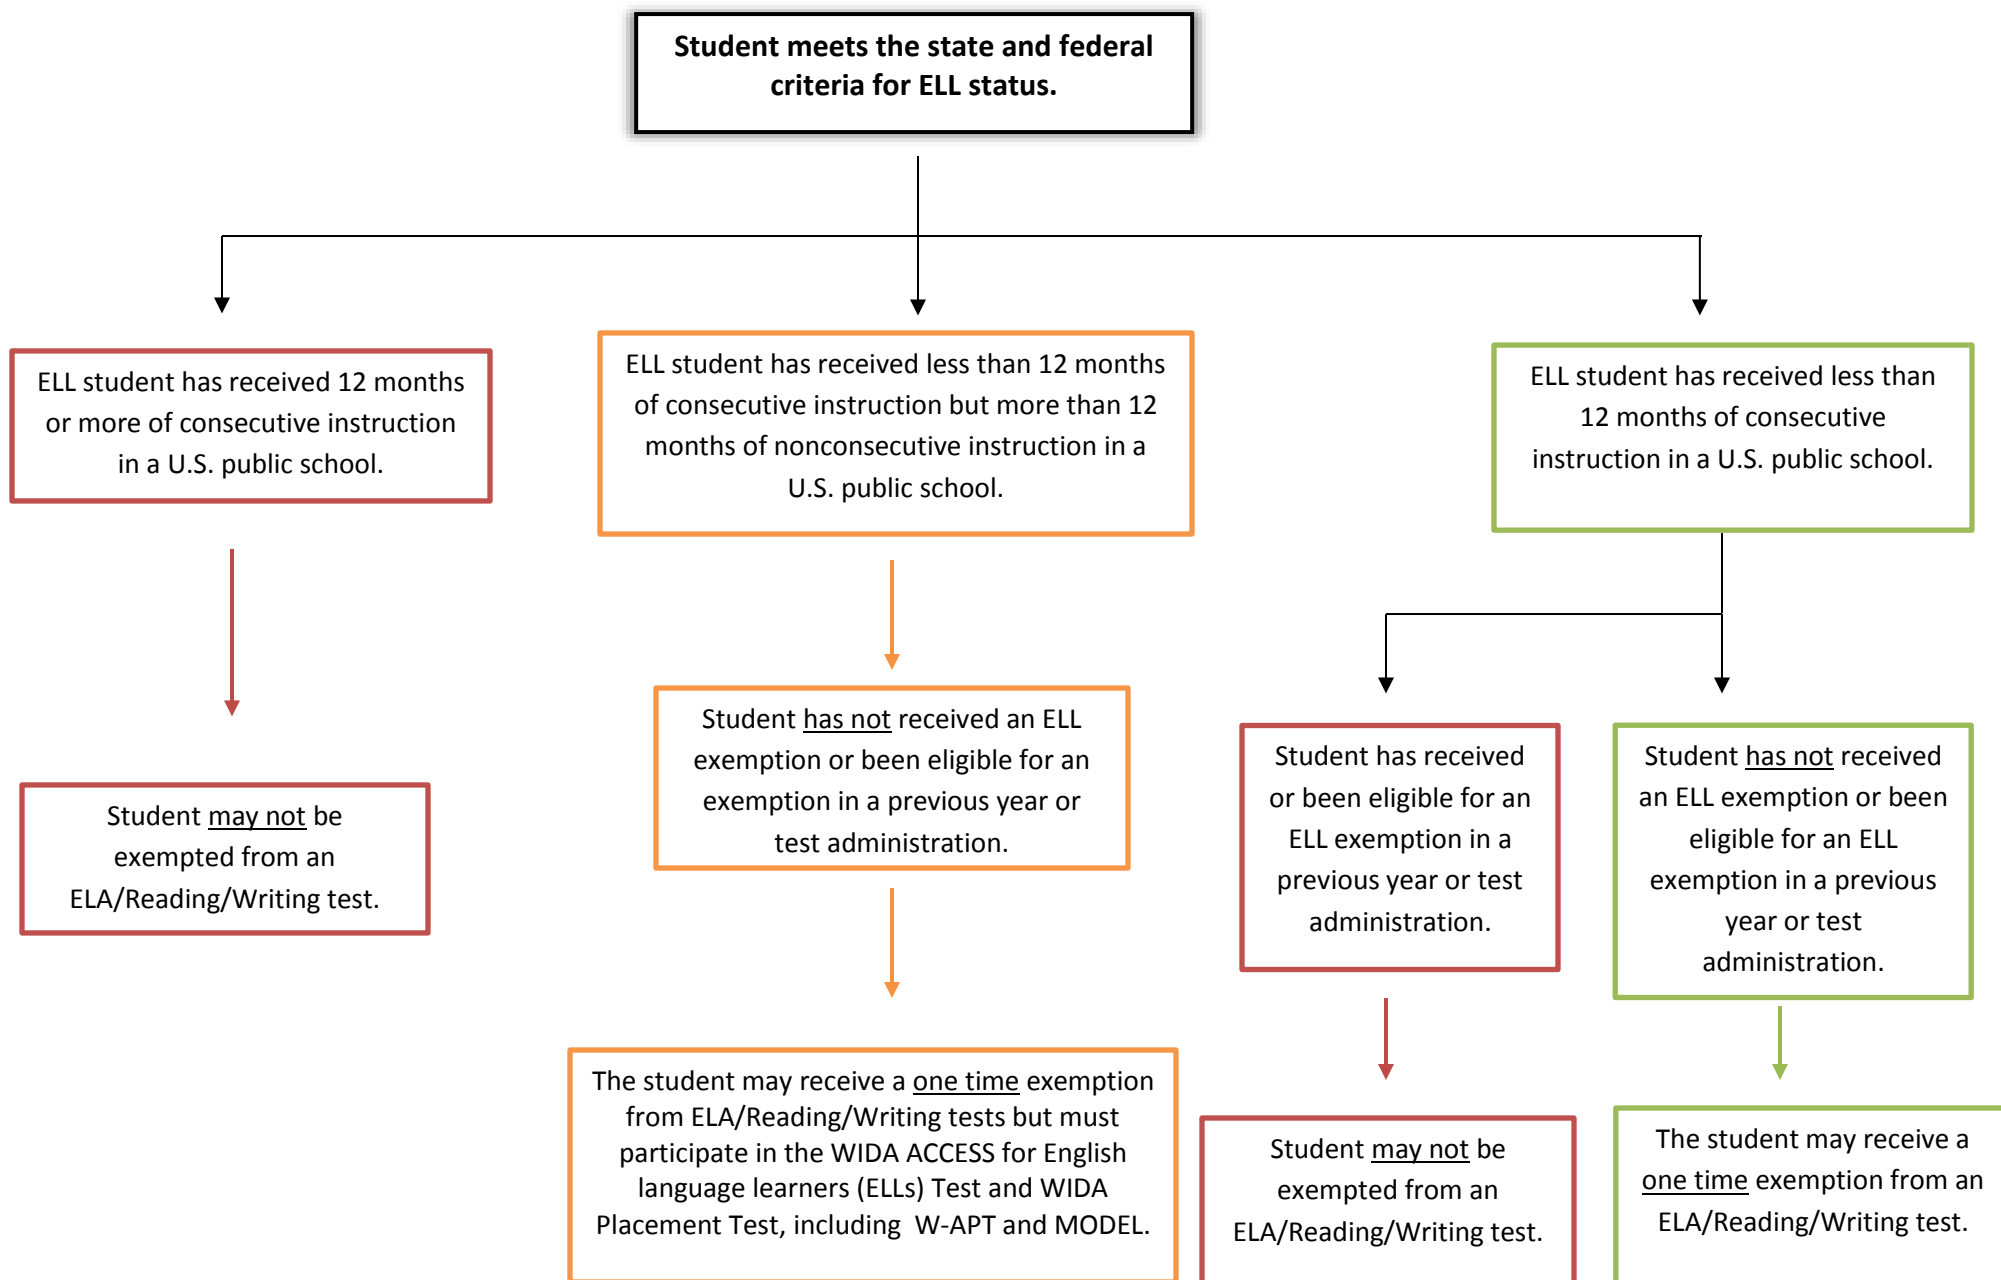 Student meets the state and federal
criteria for ELL status.
ELL student has received 12 months
or more of consecutive instruction
in a U.S. public school.
ELL student has received less than 12 months
of consecutive instruction but more than 12
months of nonconsecutive instruction in a
U.S. public school.
ELL student has received less than
12 months of consecutive
instruction in a U.S. public school.
Student may not be
exempted from an
ELA/Reading/Writing test.
Student has not received an ELL
exemption or been eligible for an
exemption in a previous year or
test administration.
Student has received
or been eligible for an
ELL exemption in a
previous year or test
administration.
Student has not received
an ELL exemption or been
eligible for an ELL
exemption in a previous
year or test
administration.
The student may receive a one time exemption
from ELA/Reading/Writing tests but must
participate in the WIDA ACCESS for English
language learners (ELLs) Test and WIDA
Placement Test, including  W-APT and MODEL.
Student may not be
exempted from an
ELA/Reading/Writing test.
The student may receive a
one time exemption from an
ELA/Reading/Writing test.